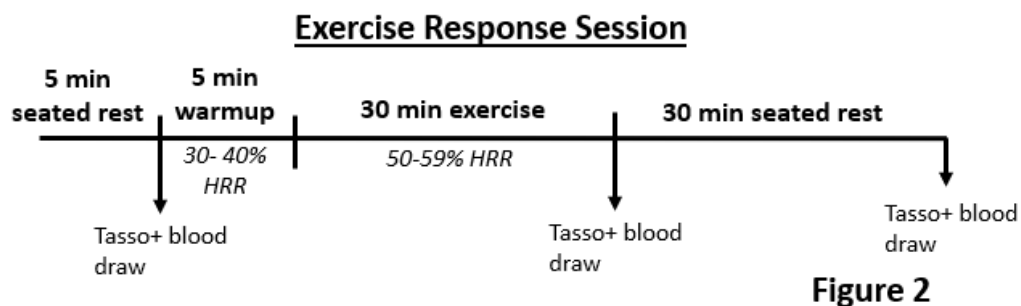 Exercise Response Session
5 min
seated rest
5 min
warmup
30 min exercise
30 min seated rest
30- 40%
HRR
50-59% HRR
Tasso+ blood
draw
Tasso+ blood
draw
Tasso+ blood
draw
Figure 2